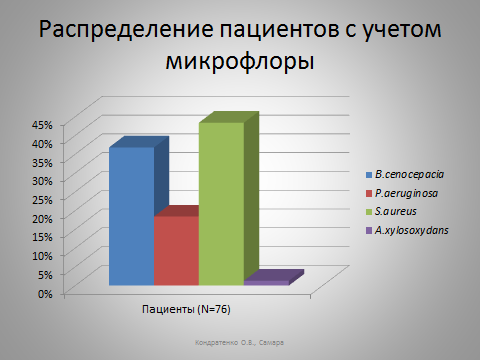 Распределение пациентов с учетом
микрофлоры
45%
40%
35%
30%
25%
20%
15%
10%
5%
0%
Пациенты (N=76)
B.cenocepacia
P.aeruginosa
S.aureus
A.xylosoxydans
Кондратенко О.В., Самара